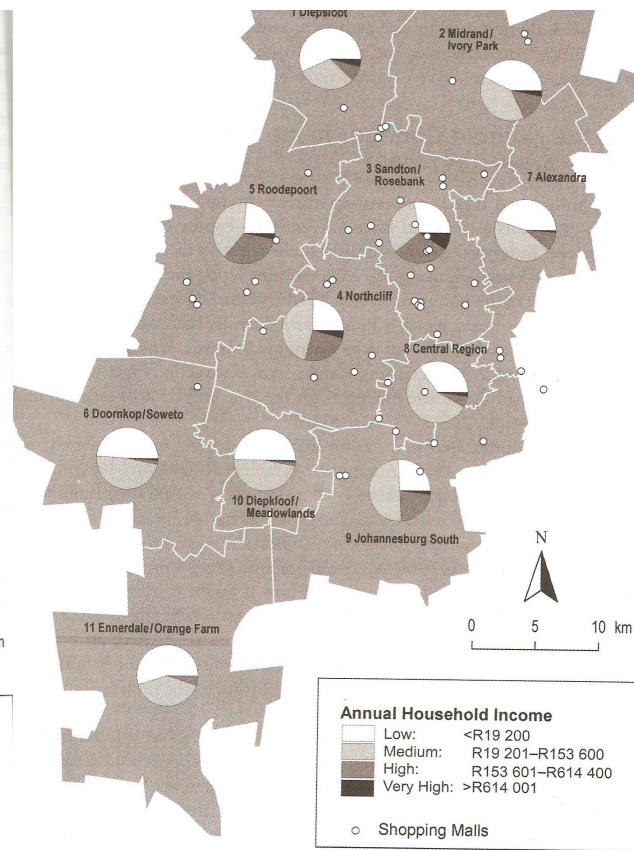 1 Diepsloot
2 Midrand/
Ivory Park
3 Sandton/
Rosebank
7 Alexandra
5 Roodepoort
4 Northcliff
8 Central Region
6 Doornkop/Soweto
10 Diepkloof/
Meadowlands
9 Johannesburg South
N
0 5 10 km
11 Ennerdale/Orange Farm
Annual Household Income
Low: <R19 200
Medium: R19 201–R153 600
High: R153 601–R614 400
Very High: >R614 001
Shopping Malls